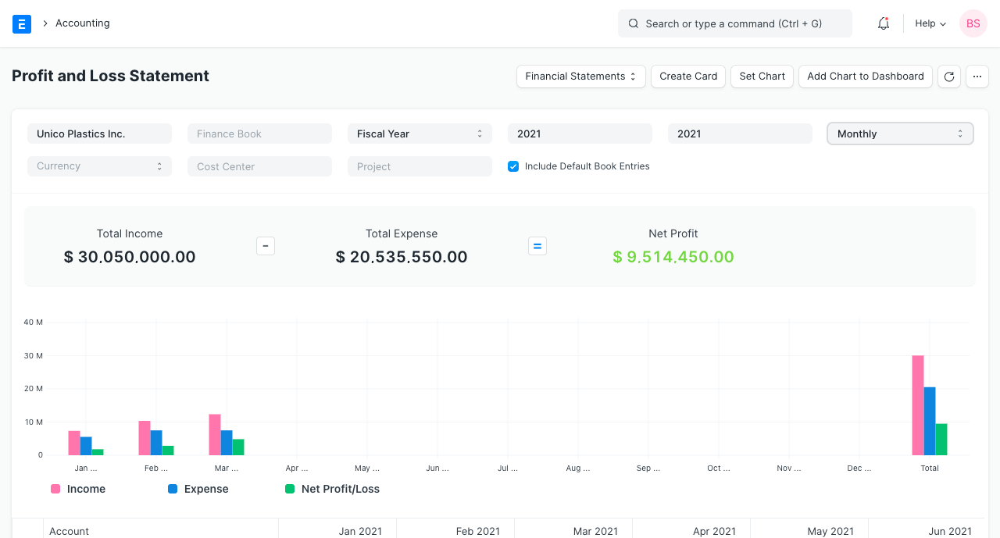 E
Accounting
Search or type a command (Ctrl + G)
Help
BS
Profit and Loss Statement
Financial Statements
Create Card
Set Chart
Add Chart to Dashboard
...
Unico Plastics Inc.
Finance Book
Fiscal Year
2021
2021
Monthly
Currency
Cost Center
Project
Include Default Book Entries
Total Income
$ 30,050,000.00
-
Total Expense
$ 20,535,550.00
=
Net Profit
$ 9,514,450.00
40 M
30 M
20 M
10 M
0
Jan ...
Feb ...
Mar ...
Apr ...
May ...
Jun ...
Jul ...
Aug ...
Sep ...
Oct ...
Nov ...
Dec ...
Total
Income
Expense
Net Profit/Loss
Account
Jan 2021
Feb 2021
Mar 2021
Apr 2021
May 2021
Jun 2021